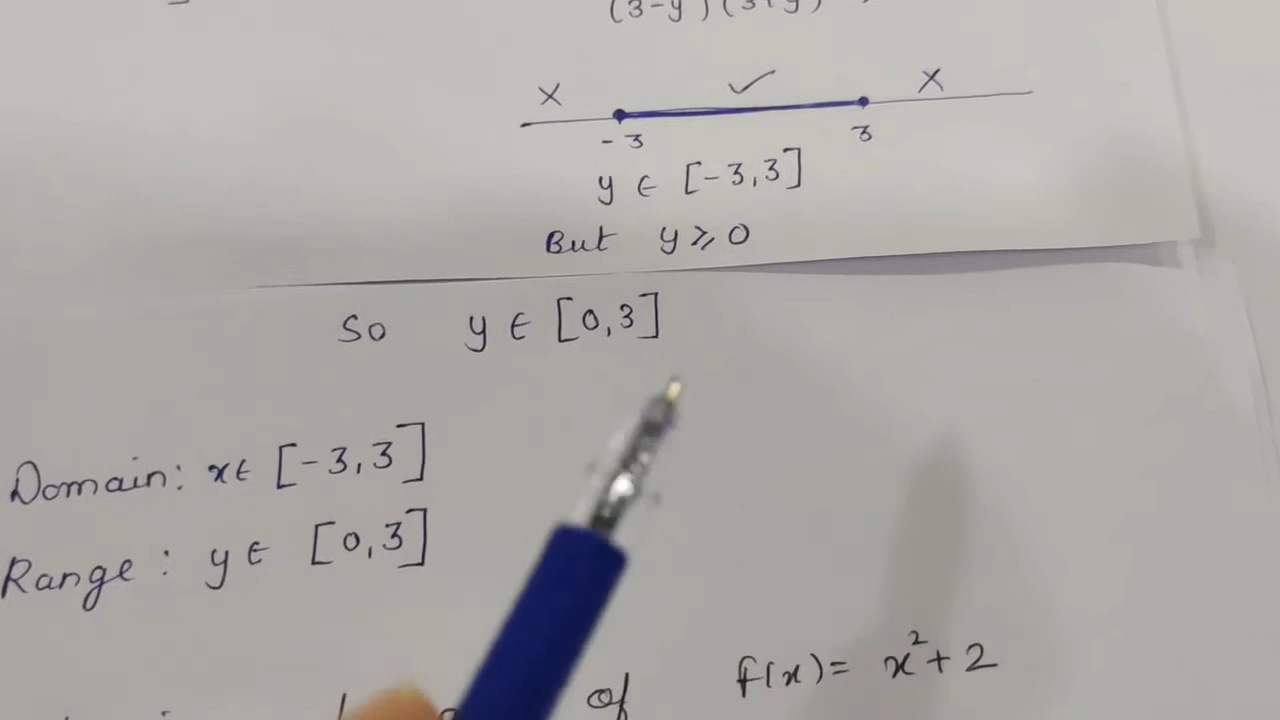 × ✓ ×
-3 3
y ∈ [-3,3]
But y ≥ 0
So y ∈ [0,3]
Domain: x ∈ [-3,3]
Range: y ∈ [0,3]
of f(x) = x² + 2